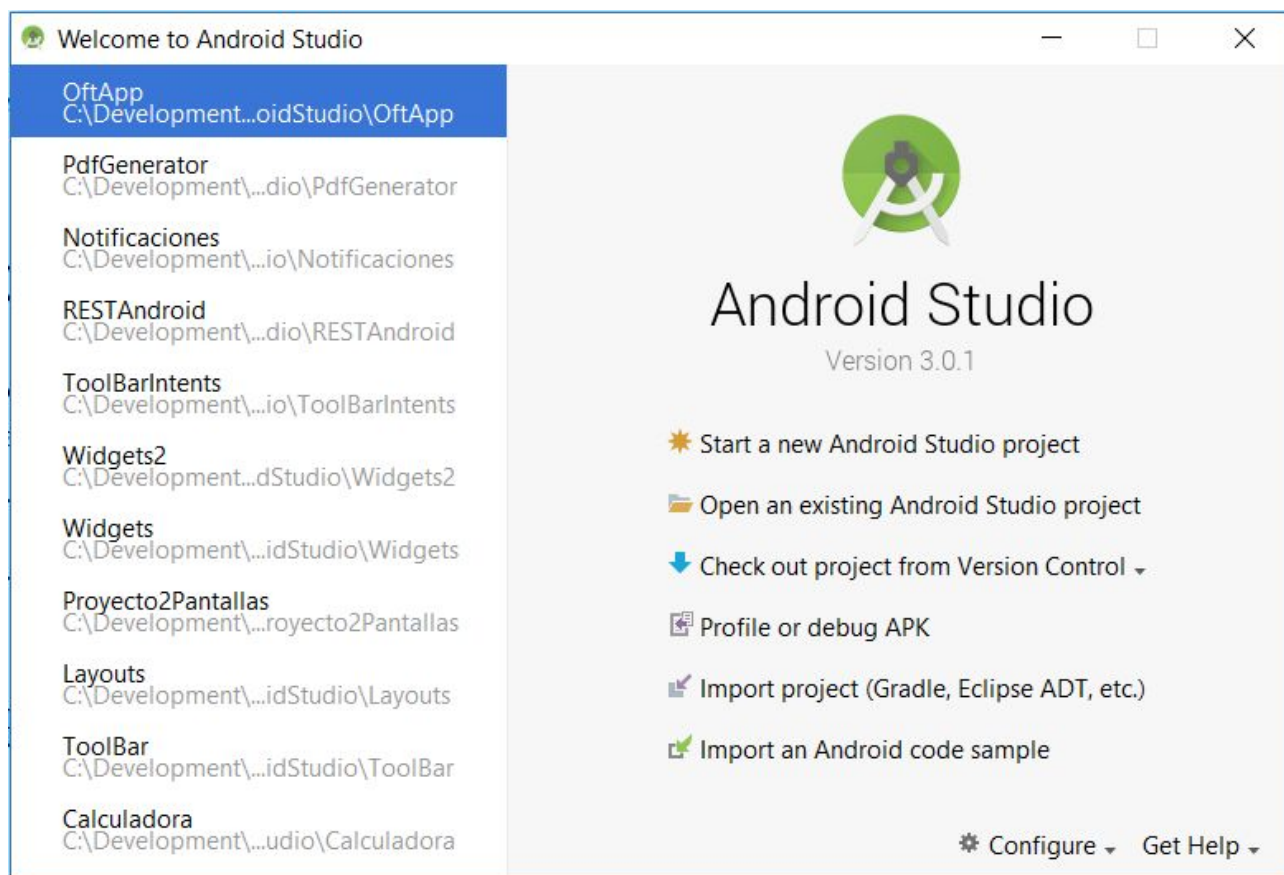 Welcome to Android Studio
OftApp
C:\Development...oidStudio\OftApp
PdfGenerator
C:\Development\...dio\PdfGenerator
Notificaciones
C:\Development\...io\Notificaciones
RESTAndroid
C:\Development\...dio\RESTAndroid
ToolBarIntents
C:\Development\...io\ToolBarIntents
Widgets2
C:\Development...dStudio\Widgets2
Widgets
C:\Development\...idStudio\Widgets
Proyecto2Pantallas
C:\Development\...royecto2Pantallas
Layouts
C:\Development\...idStudio\Layouts
ToolBar
C:\Development\...idStudio\ToolBar
Calculadora
C:\Development\...udio\Calculadora
Android Studio
Version 3.0.1
Start a new Android Studio project
Open an existing Android Studio project
Check out project from Version Control
Profile or debug APK
Import project (Gradle, Eclipse ADT, etc.)
Import an Android code sample
Configure Get Help